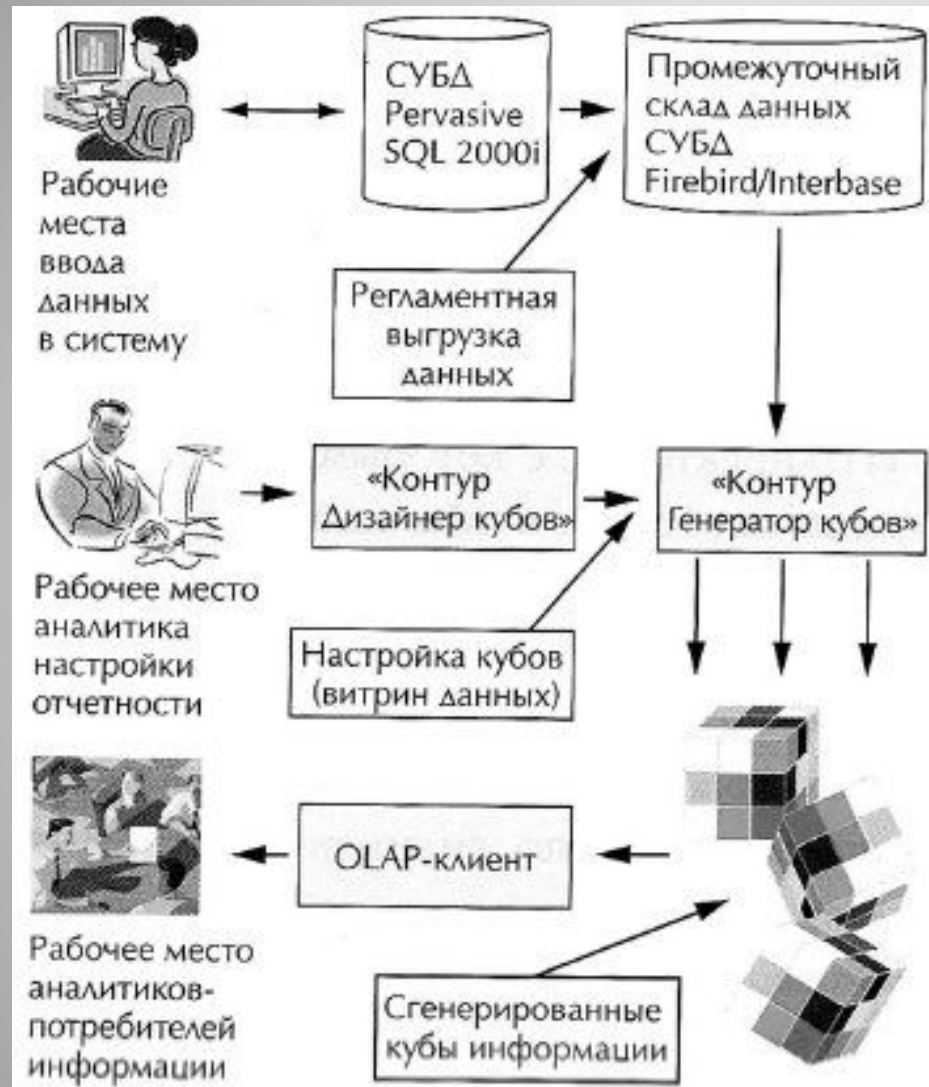 СУБД
Pervasive
SQL 2000i
Промежуточный
склад данных
СУБД
Firebird/Interbase
Рабочие
места
ввода
данных
в систему
Регламентная
выгрузка
данных
«Контур
Дизайнер кубов»
«Контур
Генератор кубов»
Рабочее место
аналитика
настройки
отчетности
Настройка кубов
(витрин данных)
OLAP-клиент
Рабочее место
аналитиков-
потребителей
информации
Сгенерированные
кубы информации